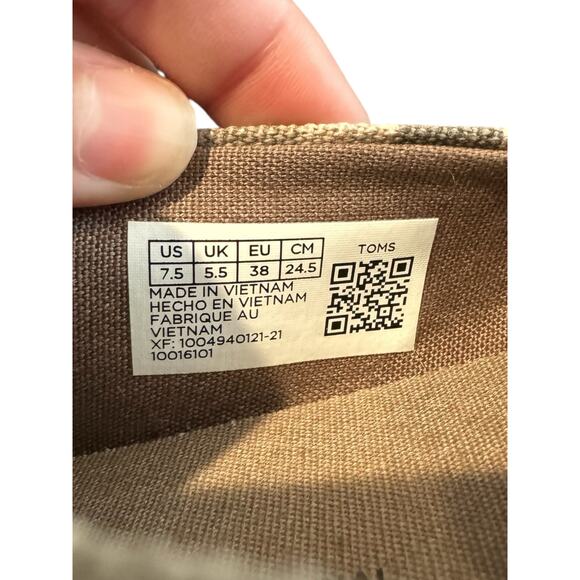 US UK EU CM TOMS
7.5 5.5 38 24.5
MADE IN VIETNAM
HECHO EN VIETNAM
FABRIQUE AU
VIETNAM
XF: 1004940121-21
10016101